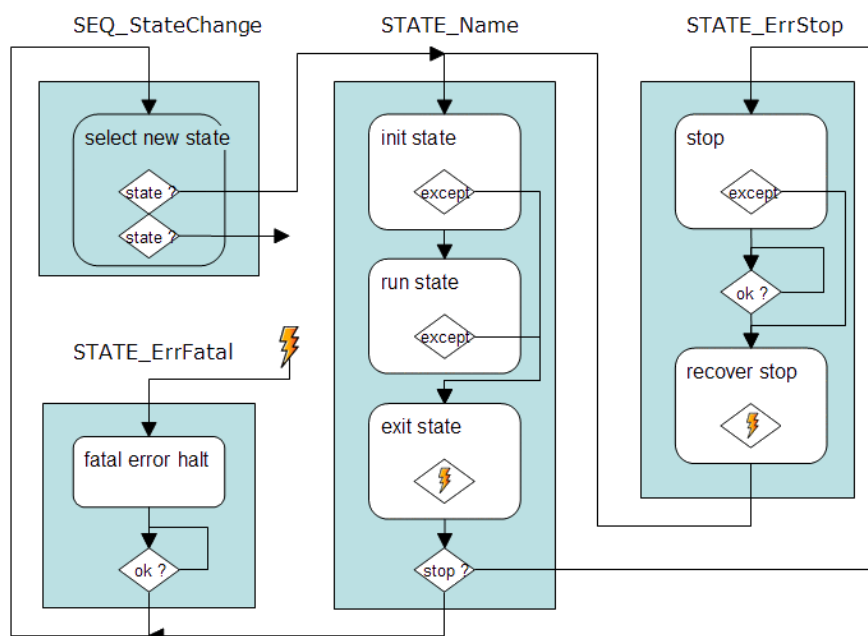 SEQ_StateChange
select new state
state ?
state ?
STATE_ErrFatal
fatal error halt
ok ?
STATE_Name
init state
except
run state
except
exit state
stop ?
STATE_ErrStop
stop
except
ok ?
recover stop